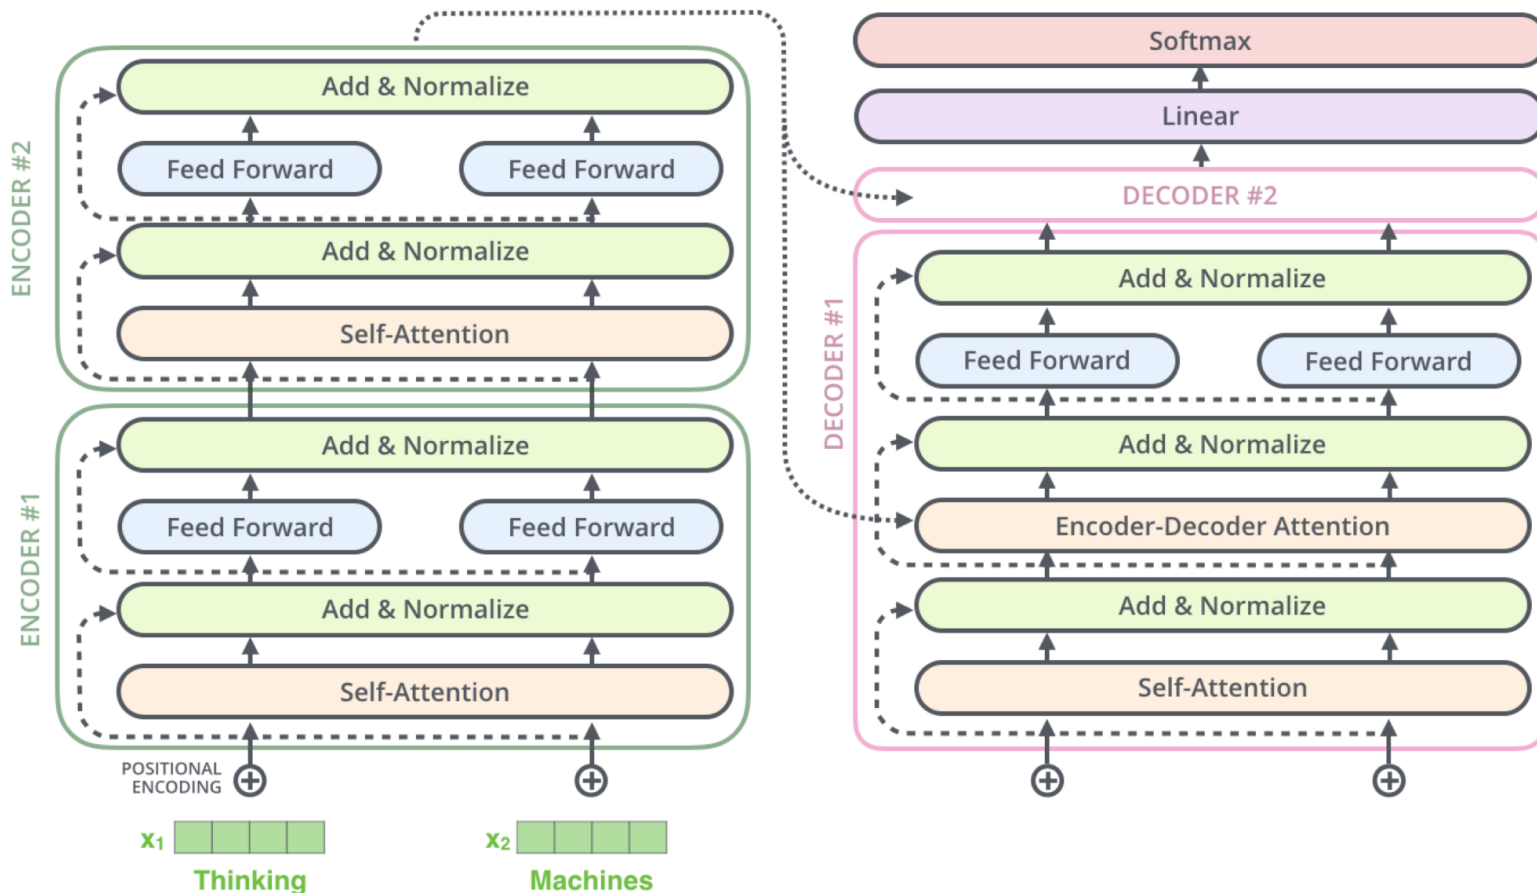 ENCODER #2
Add & Normalize
Feed Forward
Feed Forward
Add & Normalize
Self-Attention
ENCODER #1
Add & Normalize
Feed Forward
Feed Forward
Add & Normalize
Self-Attention
POSITIONAL
ENCODING
x₁
x₂
Thinking
Machines
Softmax
Linear
DECODER #2
DECODER #1
Add & Normalize
Feed Forward
Feed Forward
Add & Normalize
Encoder-Decoder Attention
Add & Normalize
Self-Attention